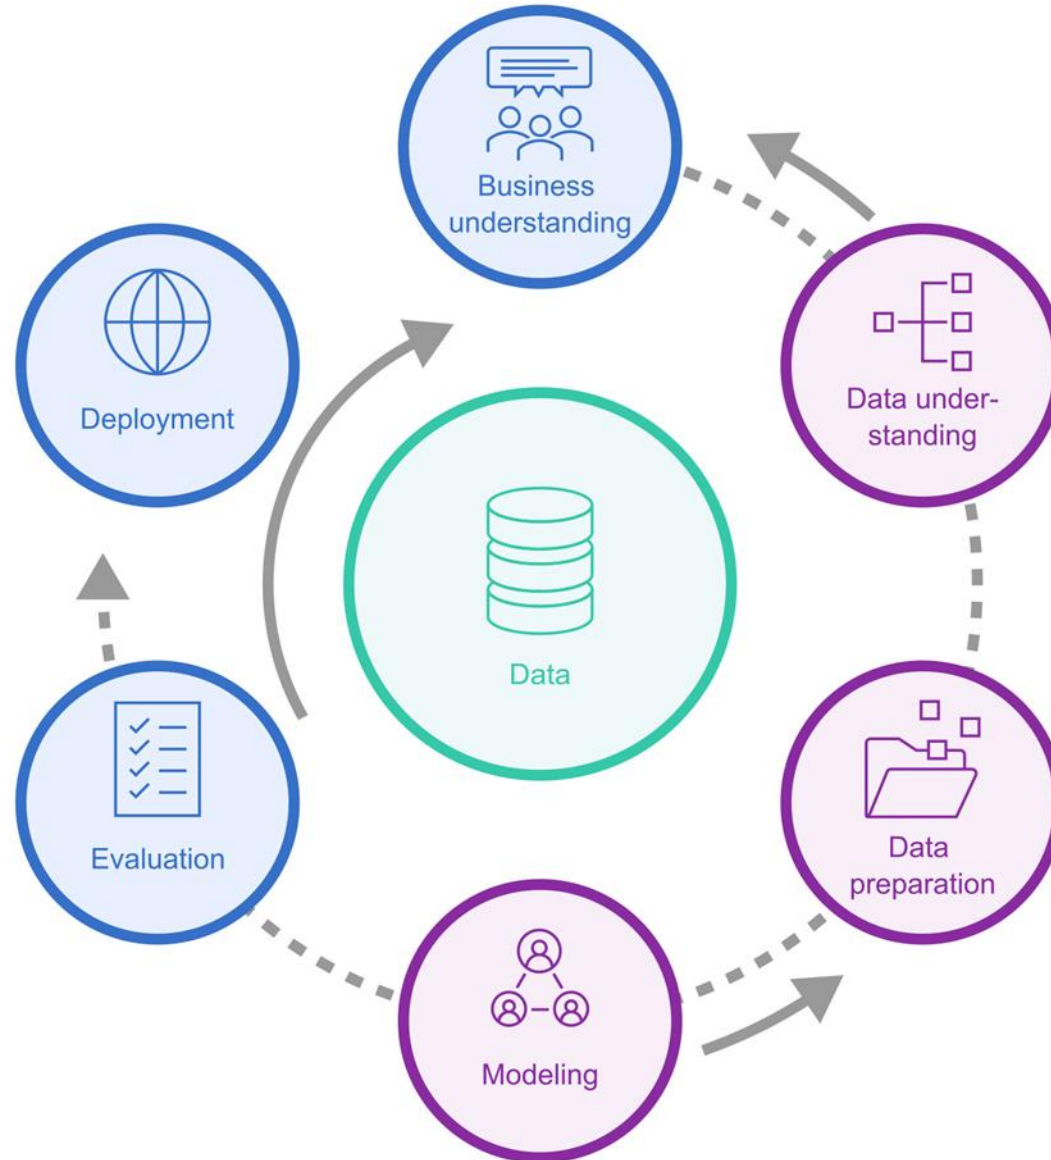 Business
understanding
Data under-
standing
Deployment
Data
Data
preparation
Evaluation
Modeling